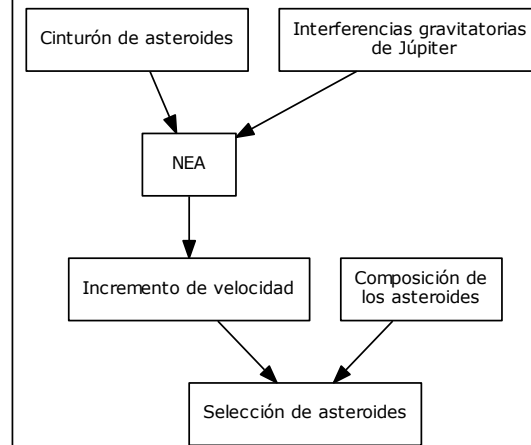 Cinturón de asteroides
Interferencias gravitatorias
de Júpiter
NEA
Incremento de velocidad
Composición de
los asteroides
Selección de asteroides